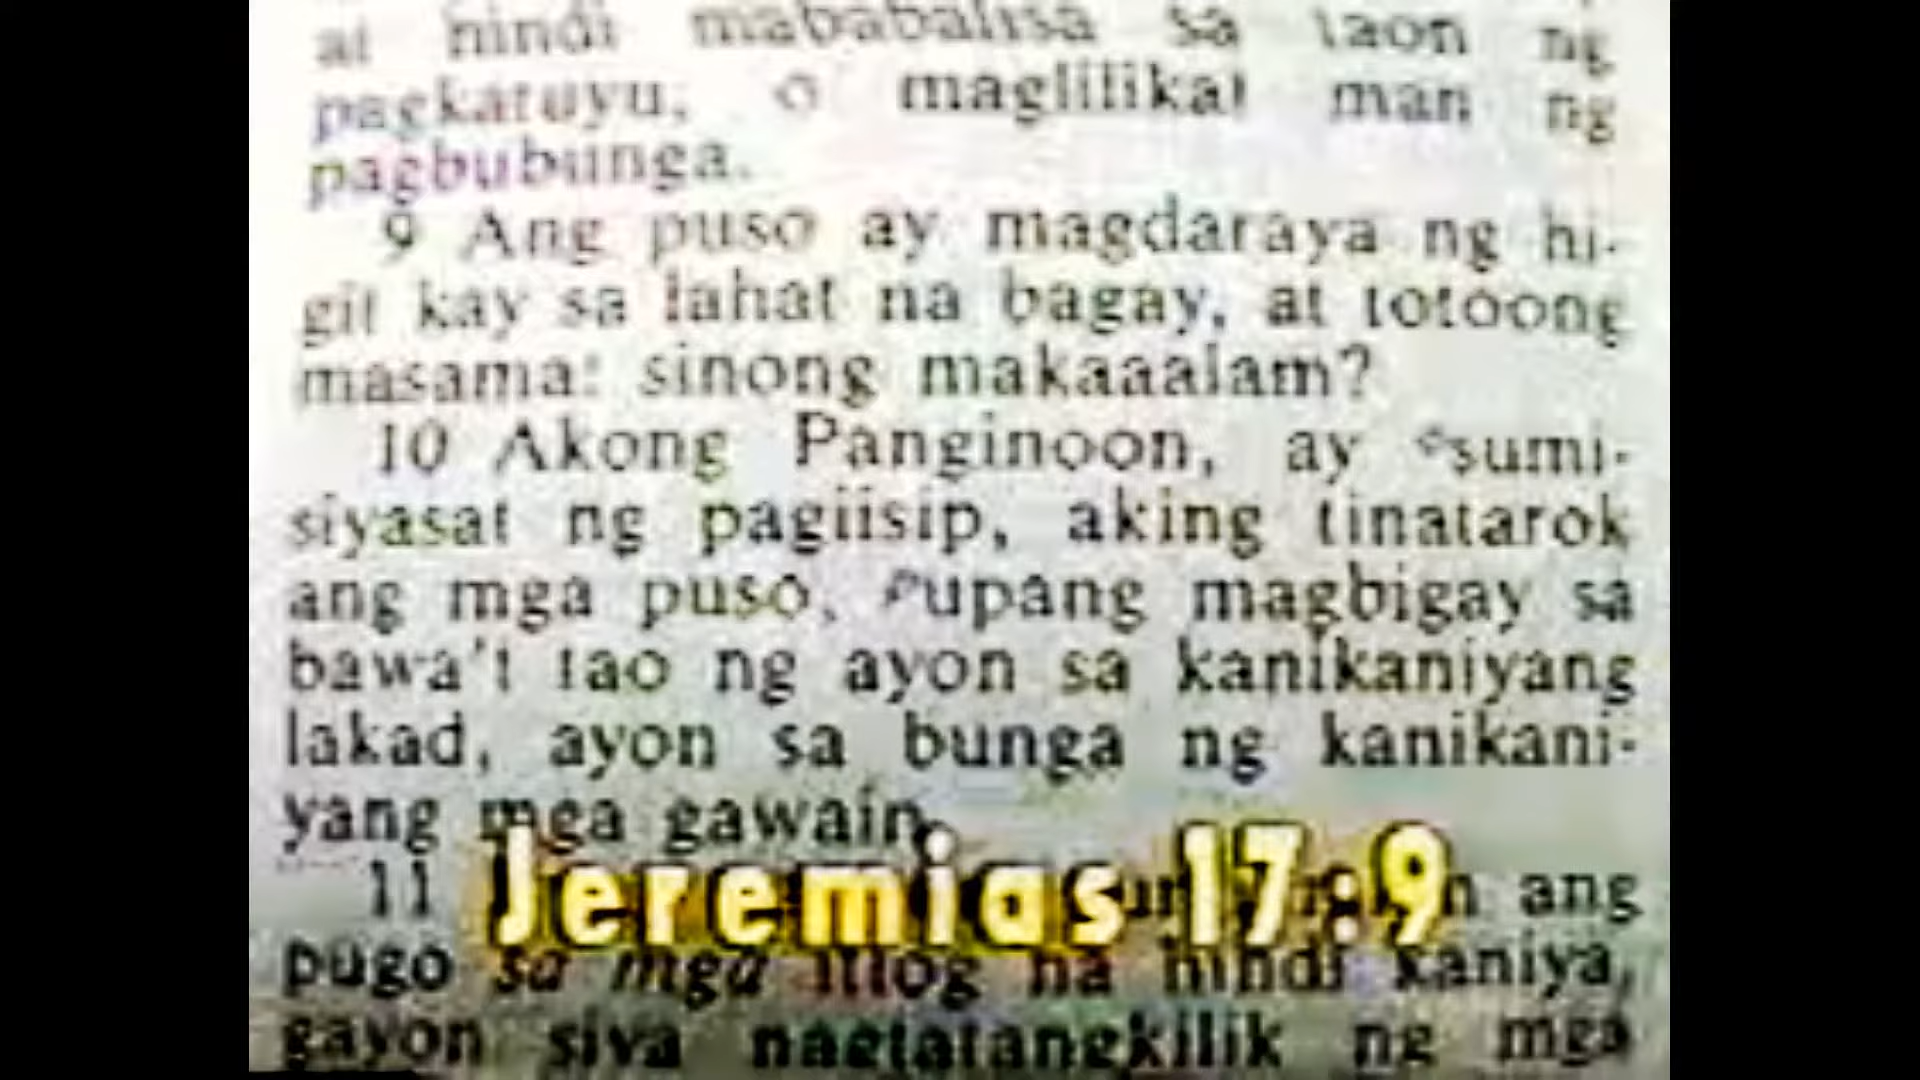 at hindi mababalisa sa taon ng
pagkatuyu, o maglilikat man ng
pagbubunga.
9 Ang puso ay magdaraya ng hi-
git kay sa lahat na bagay, at totoong
masama: sinong makaaalam?
10 Akong Panginoon, ay sumi-
siyasat ng pagiisip, aking tinatarok
ang mga puso, upang magbigay sa
bawa't tao ng ayon sa kanikaniyang
lakad, ayon sa bunga ng kanikani-
yang mga gawain.
11 ang
Jeremias 17:9
pugo sa mga itlog na hindi kaniya,
gayon siya nagtatangkilik ng mga